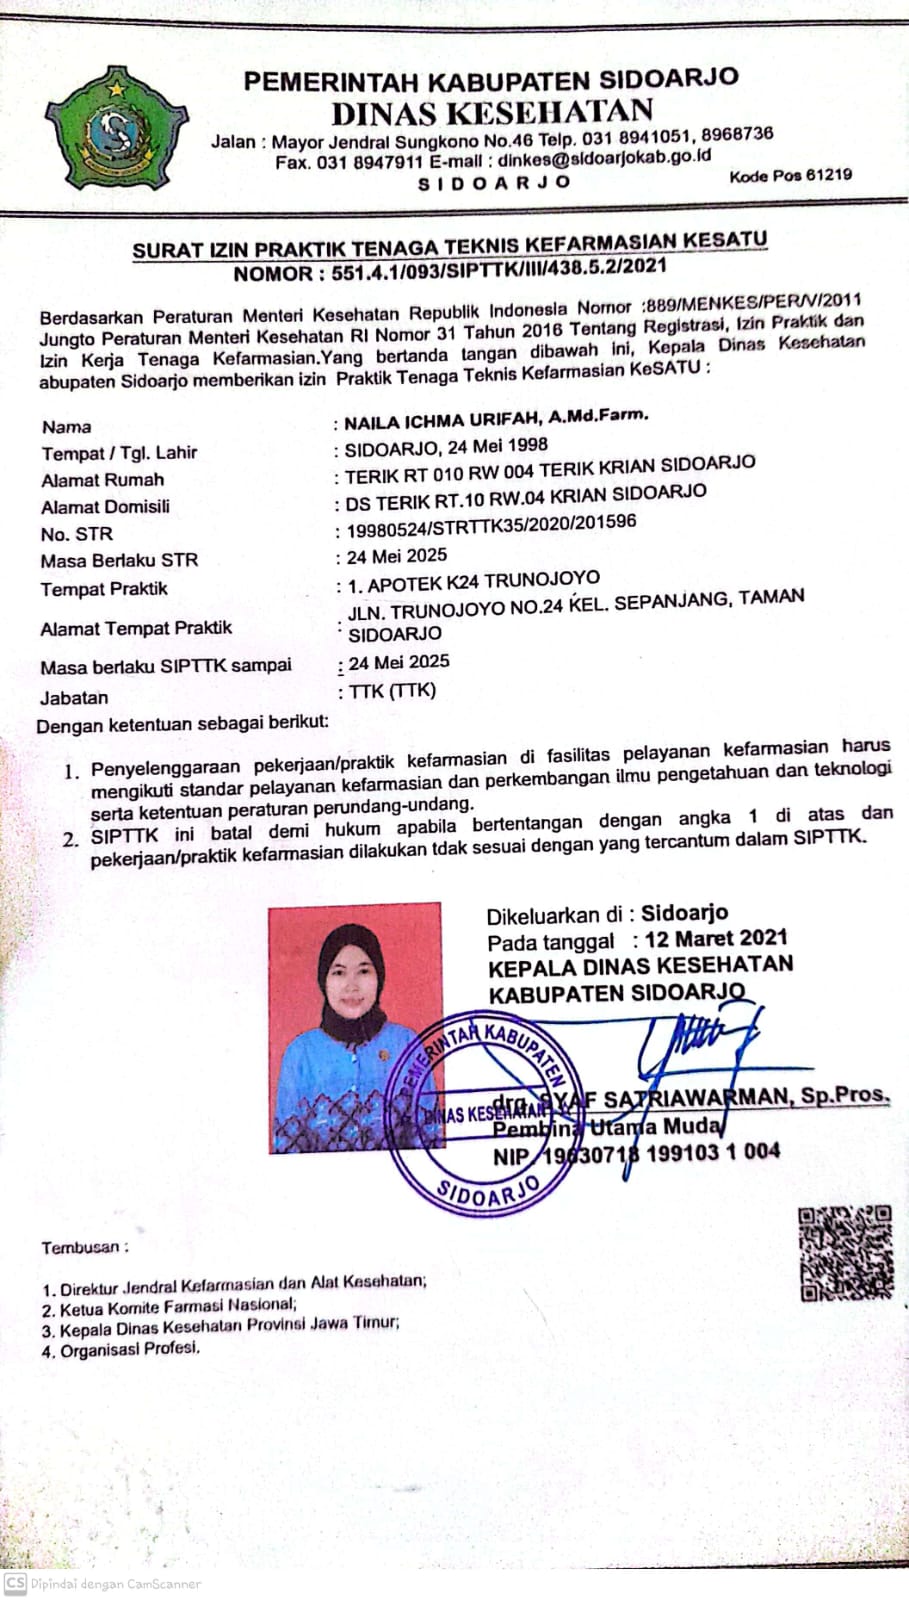 PEMERINTAH KABUPATEN SIDOARJO
DINAS KESEHATAN
Jalan : Mayor Jendral Sungkono No.46 Telp. 031 8941051, 8968736
Fax. 031 8947911 E-mail : dinkes@sidoarjokab.go.id
SIDOARJO
Kode Pos 61219
SURAT IZIN PRAKTIK TENAGA TEKNIS KEFARMASIAN KESATU
NOMOR : 551.4.1/093/SIPTTK/III/438.5.2/2021
Berdasarkan Peraturan Menteri Kesehatan Republik Indonesia Nomor :889/MENKES/PER/V/2011
Jungto Peraturan Menteri Kesehatan RI Nomor 31 Tahun 2016 Tentang Registrasi, Izin Praktik dan
Izin Kerja Tenaga Kefarmasian.Yang bertanda tangan dibawah ini, Kepala Dinas Kesehatan
abupaten Sidoarjo memberikan izin Praktik Tenaga Teknis Kefarmasian KeSATU :
Nama : NAILA ICHMA URIFAH, A.Md.Farm.
Tempat / Tgl. Lahir : SIDOARJO, 24 Mei 1998
Alamat Rumah : TERIK RT 010 RW 004 TERIK KRIAN SIDOARJO
Alamat Domisili : DS TERIK RT.10 RW.04 KRIAN SIDOARJO
No. STR : 19980524/STRTTK35/2020/201596
Masa Berlaku STR : 24 Mei 2025
Tempat Praktik : 1. APOTEK K24 TRUNOJOYO
Alamat Tempat Praktik : JLN. TRUNOJOYO NO.24 KEL. SEPANJANG, TAMAN
SIDOARJO
Masa berlaku SIPTTK sampai : 24 Mei 2025
Jabatan : TTK (TTK)
Dengan ketentuan sebagai berikut:
1. Penyelenggaraan pekerjaan/praktik kefarmasian di fasilitas pelayanan kefarmasian harus
mengikuti standar pelayanan kefarmasian dan perkembangan ilmu pengetahuan dan teknologi
serta ketentuan peraturan perundang-undang.
2. SIPTTK ini batal demi hukum apabila bertentangan dengan angka 1 di atas dan
pekerjaan/praktik kefarmasian dilakukan tdak sesuai dengan yang tercantum dalam SIPTTK.
Dikeluarkan di : Sidoarjo
Pada tanggal : 12 Maret 2021
KEPALA DINAS KESEHATAN
KABUPATEN SIDOARJO
PEMERINTAH KABUPATEN
DINAS KESEHATAN
SIDOARJO
drg. SYAF SATRIAWARMAN, Sp.Pros.
Pembina Utama Muda
NIP. 19630718 199103 1 004
Tembusan :
1. Direktur Jendral Kefarmasian dan Alat Kesehatan;
2. Ketua Komite Farmasi Nasional;
3. Kepala Dinas Kesehatan Provinsi Jawa Timur;
4. Organisasi Profesi.
CS Dipindai dengan CamScanner